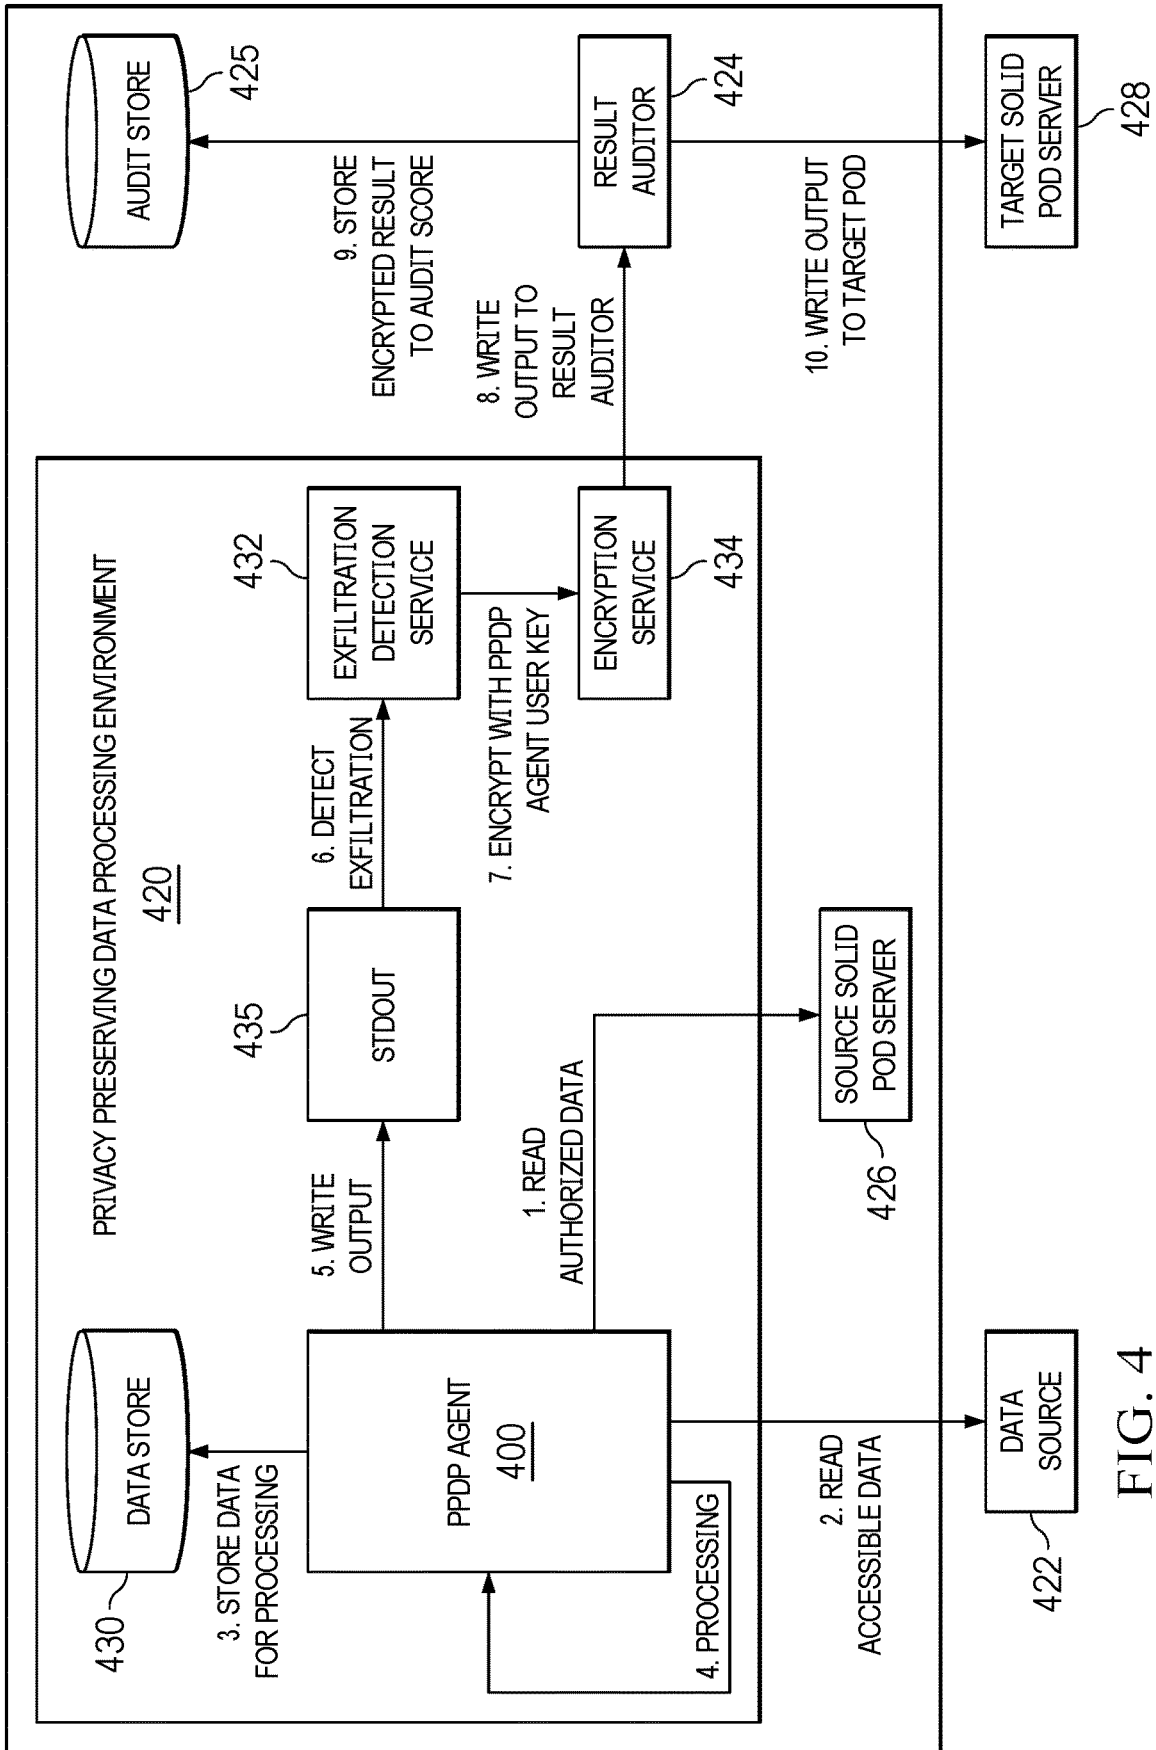 PRIVACY PRESERVING DATA PROCESSING ENVIRONMENT
420
430
DATA STORE
3. STORE DATA
FOR PROCESSING
PPDP AGENT
400
4. PROCESSING
5. WRITE
OUTPUT
435
STDOUT
6. DETECT
EXFILTRATION
432
EXFILTRATION
DETECTION
SERVICE
7. ENCRYPT WITH PPDP
AGENT USER KEY
ENCRYPTION
SERVICE
434
1. READ
AUTHORIZED DATA
SOURCE SOLID
POD SERVER
426
2. READ
ACCESSIBLE DATA
DATA
SOURCE
422
8. WRITE
OUTPUT TO
RESULT
AUDITOR
RESULT
AUDITOR
424
9. STORE
ENCRYPTED RESULT
TO AUDIT SCORE
AUDIT STORE
425
10. WRITE OUTPUT
TO TARGET POD
TARGET SOLID
POD SERVER
428
FIG. 4